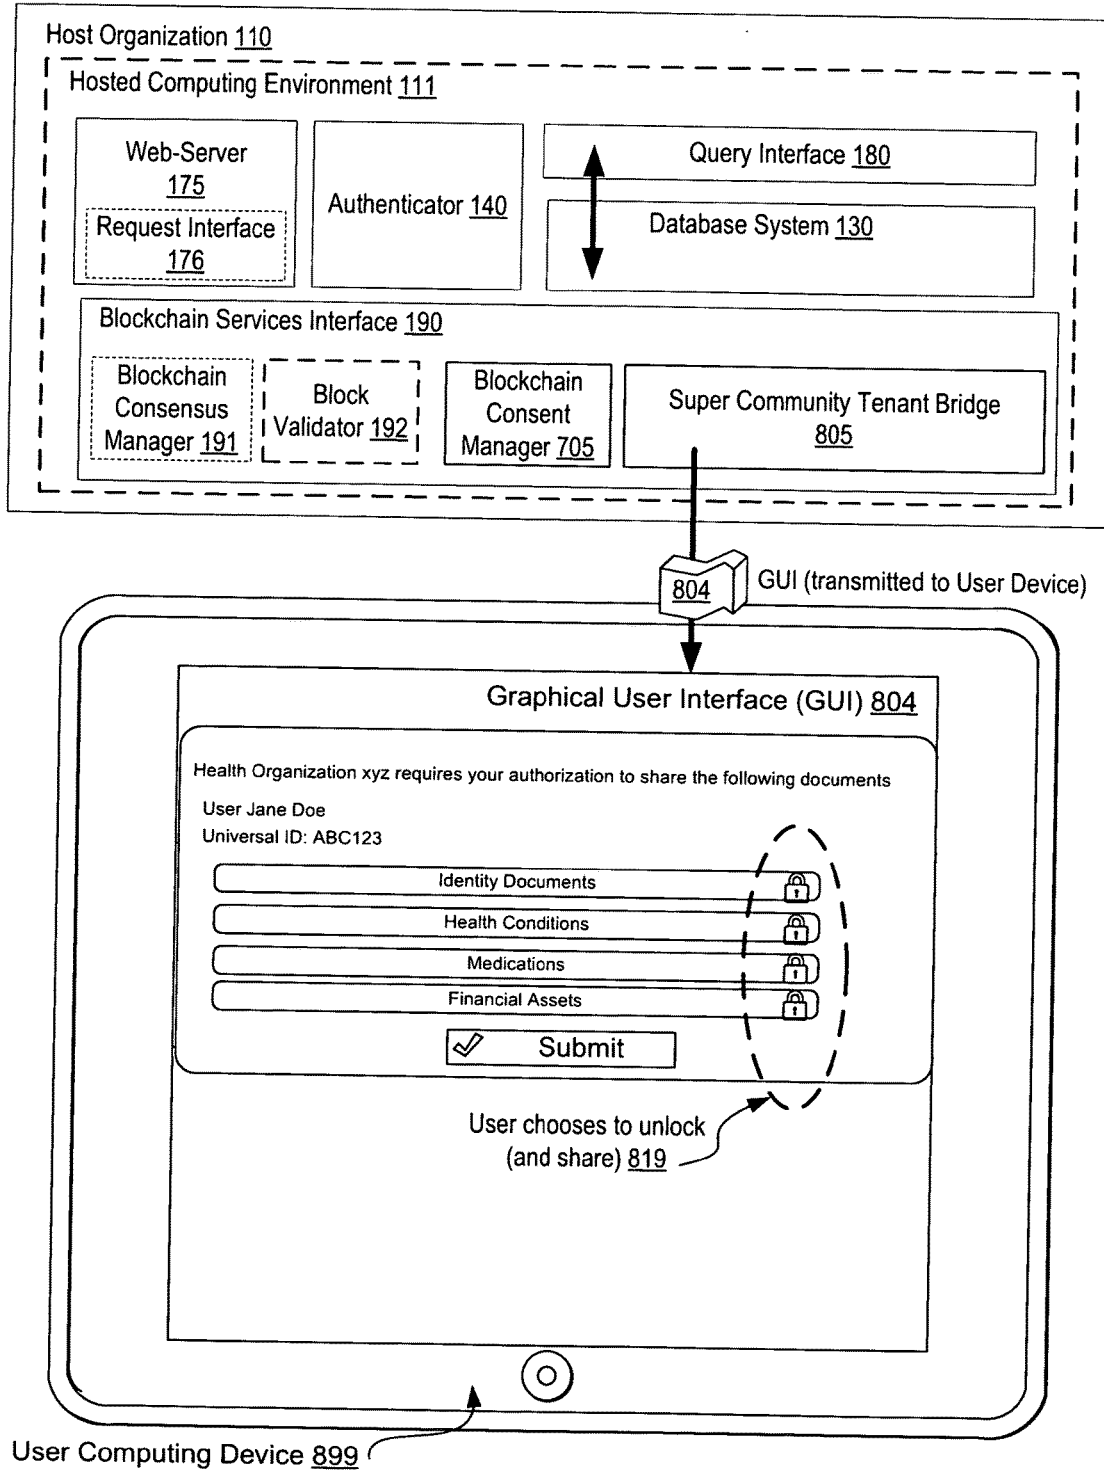 Host Organization 110
Hosted Computing Environment 111
Web-Server
175
Request Interface
176
Authenticator 140
Query Interface 180
Database System 130
Blockchain Services Interface 190
Blockchain
Consensus
Manager 191
Block
Validator 192
Blockchain
Consent
Manager 705
Super Community Tenant Bridge
805
804
GUI (transmitted to User Device)
Graphical User Interface (GUI) 804
Health Organization xyz requires your authorization to share the following documents
User Jane Doe
Universal ID: ABC123
Identity Documents
Health Conditions
Medications
Financial Assets
Submit
User chooses to unlock
(and share) 819
User Computing Device 899